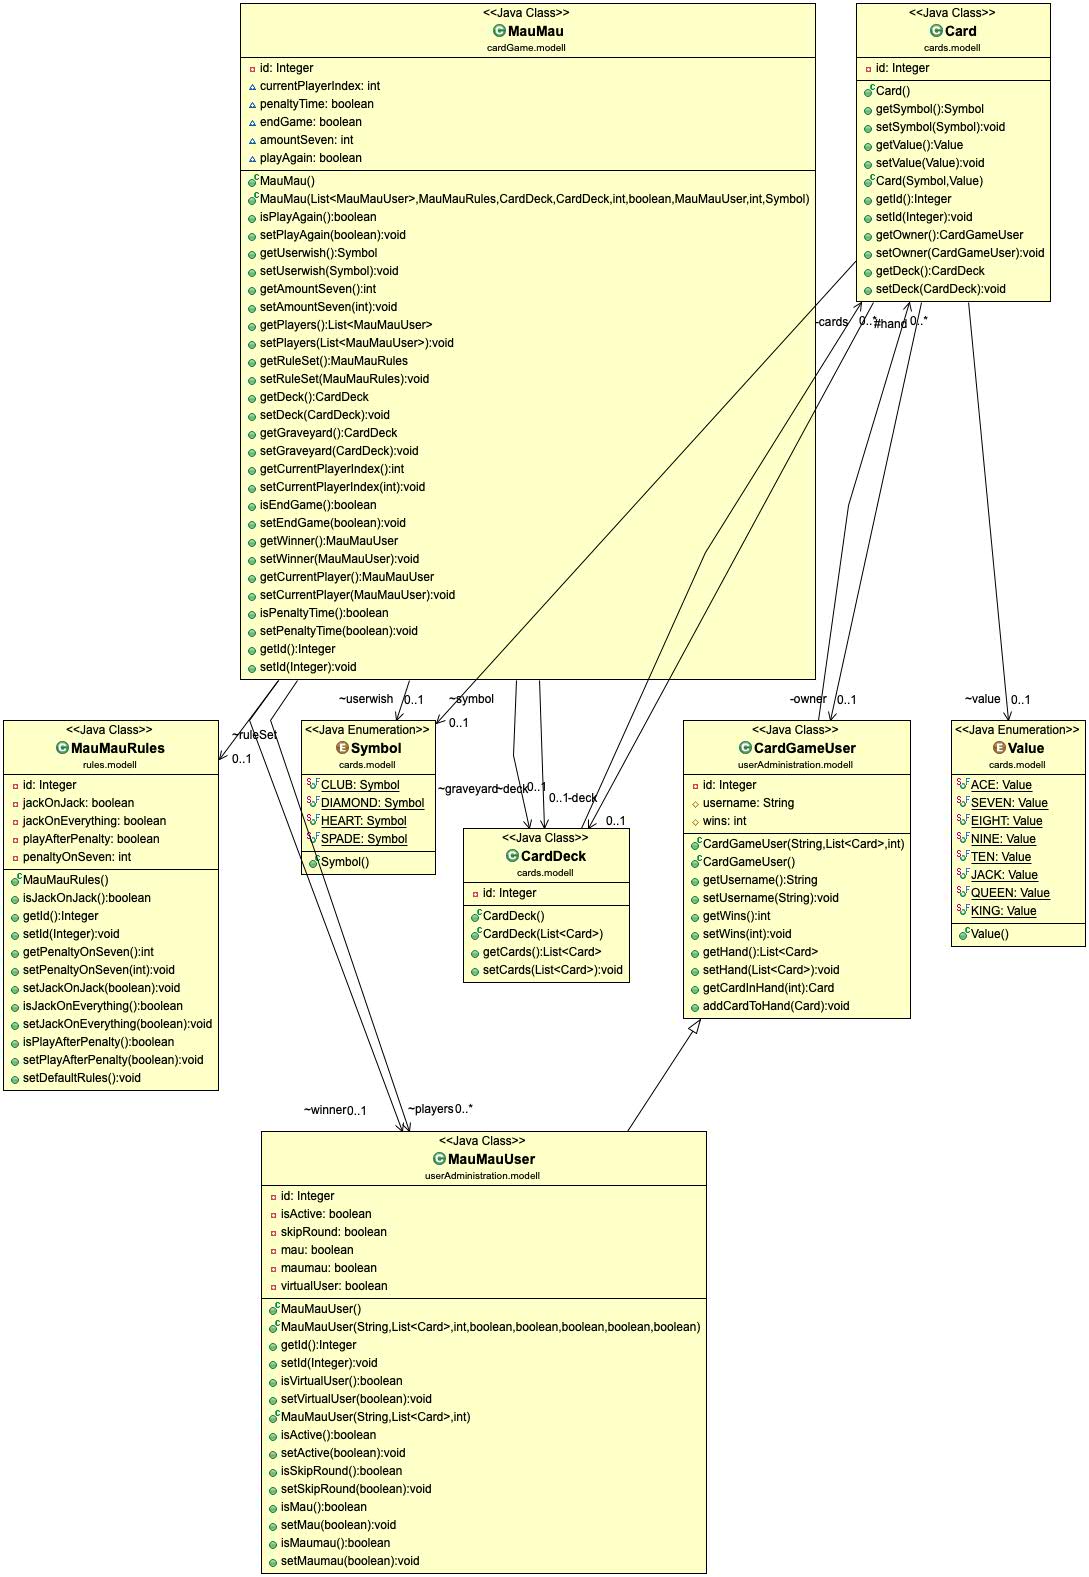 <<Java Class>>
MauMau
cardGame.modell
id: Integer
currentPlayerIndex: int
penaltyTime: boolean
endGame: boolean
amountSeven: int
playAgain: boolean
MauMau()
MauMau(List<MauMauUser>,MauMauRules,CardDeck,CardDeck,int,boolean,MauMauUser,int,Symbol)
isPlayAgain():boolean
setPlayAgain(boolean):void
getUserwish():Symbol
setUserwish(Symbol):void
getAmountSeven():int
setAmountSeven(int):void
getPlayers():List<MauMauUser>
setPlayers(List<MauMauUser>):void
getRuleSet():MauMauRules
setRuleSet(MauMauRules):void
getDeck():CardDeck
setDeck(CardDeck):void
getGraveyard():CardDeck
setGraveyard(CardDeck):void
getCurrentPlayerIndex():int
setCurrentPlayerIndex(int):void
isEndGame():boolean
setEndGame(boolean):void
getWinner():MauMauUser
setWinner(MauMauUser):void
getCurrentPlayer():MauMauUser
setCurrentPlayer(MauMauUser):void
isPenaltyTime():boolean
setPenaltyTime(boolean):void
getId():Integer
setId(Integer):void
<<Java Class>>
Card
cards.modell
id: Integer
Card()
getSymbol():Symbol
setSymbol(Symbol):void
getValue():Value
setValue(Value):void
Card(Symbol,Value)
getId():Integer
setId(Integer):void
getOwner():CardGameUser
setOwner(CardGameUser):void
getDeck():CardDeck
setDeck(CardDeck):void
-cards
0..*
#hand
0..*
~ruleSet
0..1
~userwish
0..1
~symbol
0..1
-owner
0..1
~value
0..1
<<Java Class>>
MauMauRules
rules.modell
id: Integer
jackOnJack: boolean
jackOnEverything: boolean
playAfterPenalty: boolean
penaltyOnSeven: int
MauMauRules()
isJackOnJack():boolean
getId():Integer
setId(Integer):void
getPenaltyOnSeven():int
setPenaltyOnSeven(int):void
setJackOnJack(boolean):void
isJackOnEverything():boolean
setJackOnEverything(boolean):void
isPlayAfterPenalty():boolean
setPlayAfterPenalty(boolean):void
setDefaultRules():void
<<Java Enumeration>>
Symbol
cards.modell
CLUB: Symbol
DIAMOND: Symbol
HEART: Symbol
SPADE: Symbol
Symbol()
~graveyard
~deck
0..1
0..1
-deck
0..1
<<Java Class>>
CardDeck
cards.modell
id: Integer
CardDeck()
CardDeck(List<Card>)
getCards():List<Card>
setCards(List<Card>):void
<<Java Class>>
CardGameUser
userAdministration.modell
id: Integer
username: String
wins: int
CardGameUser(String,List<Card>,int)
CardGameUser()
getUsername():String
setUsername(String):void
getWins():int
setWins(int):void
getHand():List<Card>
setHand(List<Card>):void
getCardInHand(int):Card
addCardToHand(Card):void
<<Java Enumeration>>
Value
cards.modell
ACE: Value
SEVEN: Value
EIGHT: Value
NINE: Value
TEN: Value
JACK: Value
QUEEN: Value
KING: Value
Value()
~winner
0..1
~players
0..*
<<Java Class>>
MauMauUser
userAdministration.modell
id: Integer
isActive: boolean
skipRound: boolean
mau: boolean
maumau: boolean
virtualUser: boolean
MauMauUser()
MauMauUser(String,List<Card>,int,boolean,boolean,boolean,boolean,boolean)
getId():Integer
setId(Integer):void
isVirtualUser():boolean
setVirtualUser(boolean):void
MauMauUser(String,List<Card>,int)
isActive():boolean
setActive(boolean):void
isSkipRound():boolean
setSkipRound(boolean):void
isMau():boolean
setMau(boolean):void
isMaumau():boolean
setMaumau(boolean):void